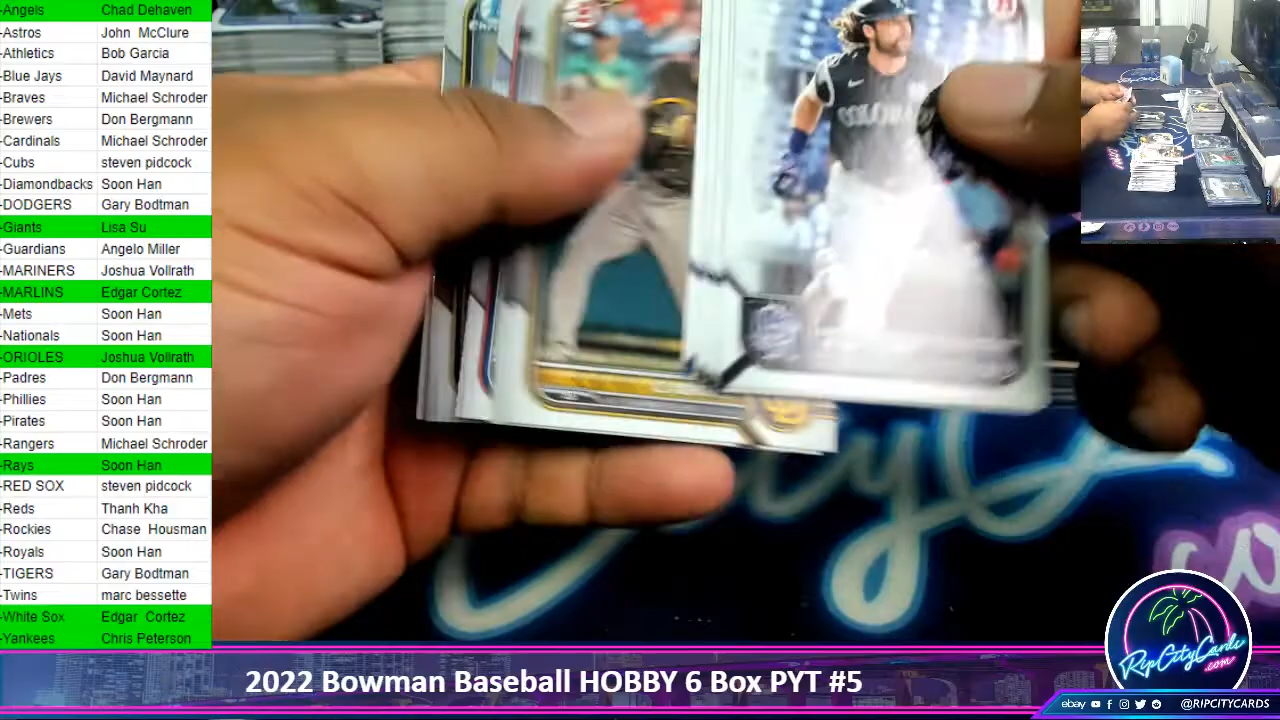 -Angels Chad Dehaven
-Astros John McClure
-Athletics Bob Garcia
-Blue Jays David Maynard
-Braves Michael Schroder
-Brewers Don Bergmann
-Cardinals Michael Schroder
-Cubs steven pidcock
-Diamondbacks Soon Han
-DODGERS Gary Bodtman
-Giants Lisa Su
-Guardians Angelo Miller
-MARINERS Joshua Vollrath
-MARLINS Edgar Cortez
-Mets Soon Han
-Nationals Soon Han
-ORIOLES Joshua Vollrath
-Padres Don Bergmann
-Phillies Soon Han
-Pirates Soon Han
-Rangers Michael Schroder
-Rays Soon Han
-RED SOX steven pidcock
-Reds Thanh Kha
-Rockies Chase Housman
-Royals Soon Han
-TIGERS Gary Bodtman
-Twins marc bessette
-White Sox Edgar Cortez
-Yankees Chris Peterson
COLORADO
2022 Bowman Baseball HOBBY 6 Box PYT #5
RipCityCards
.com
ebay @RIPCITYCARDS